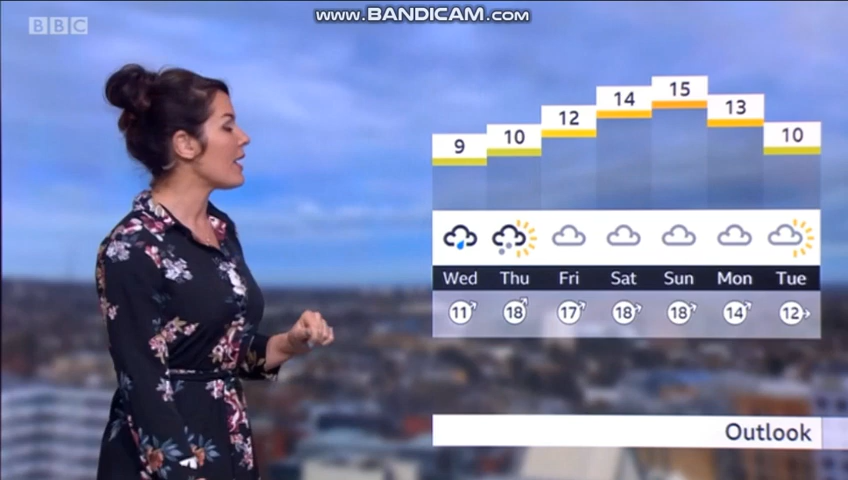 BBC
www.BANDICAM.com
9 10 12 14 15 13 10
Wed Thu Fri Sat Sun Mon Tue
11 18 17 18 18 14 12
Outlook